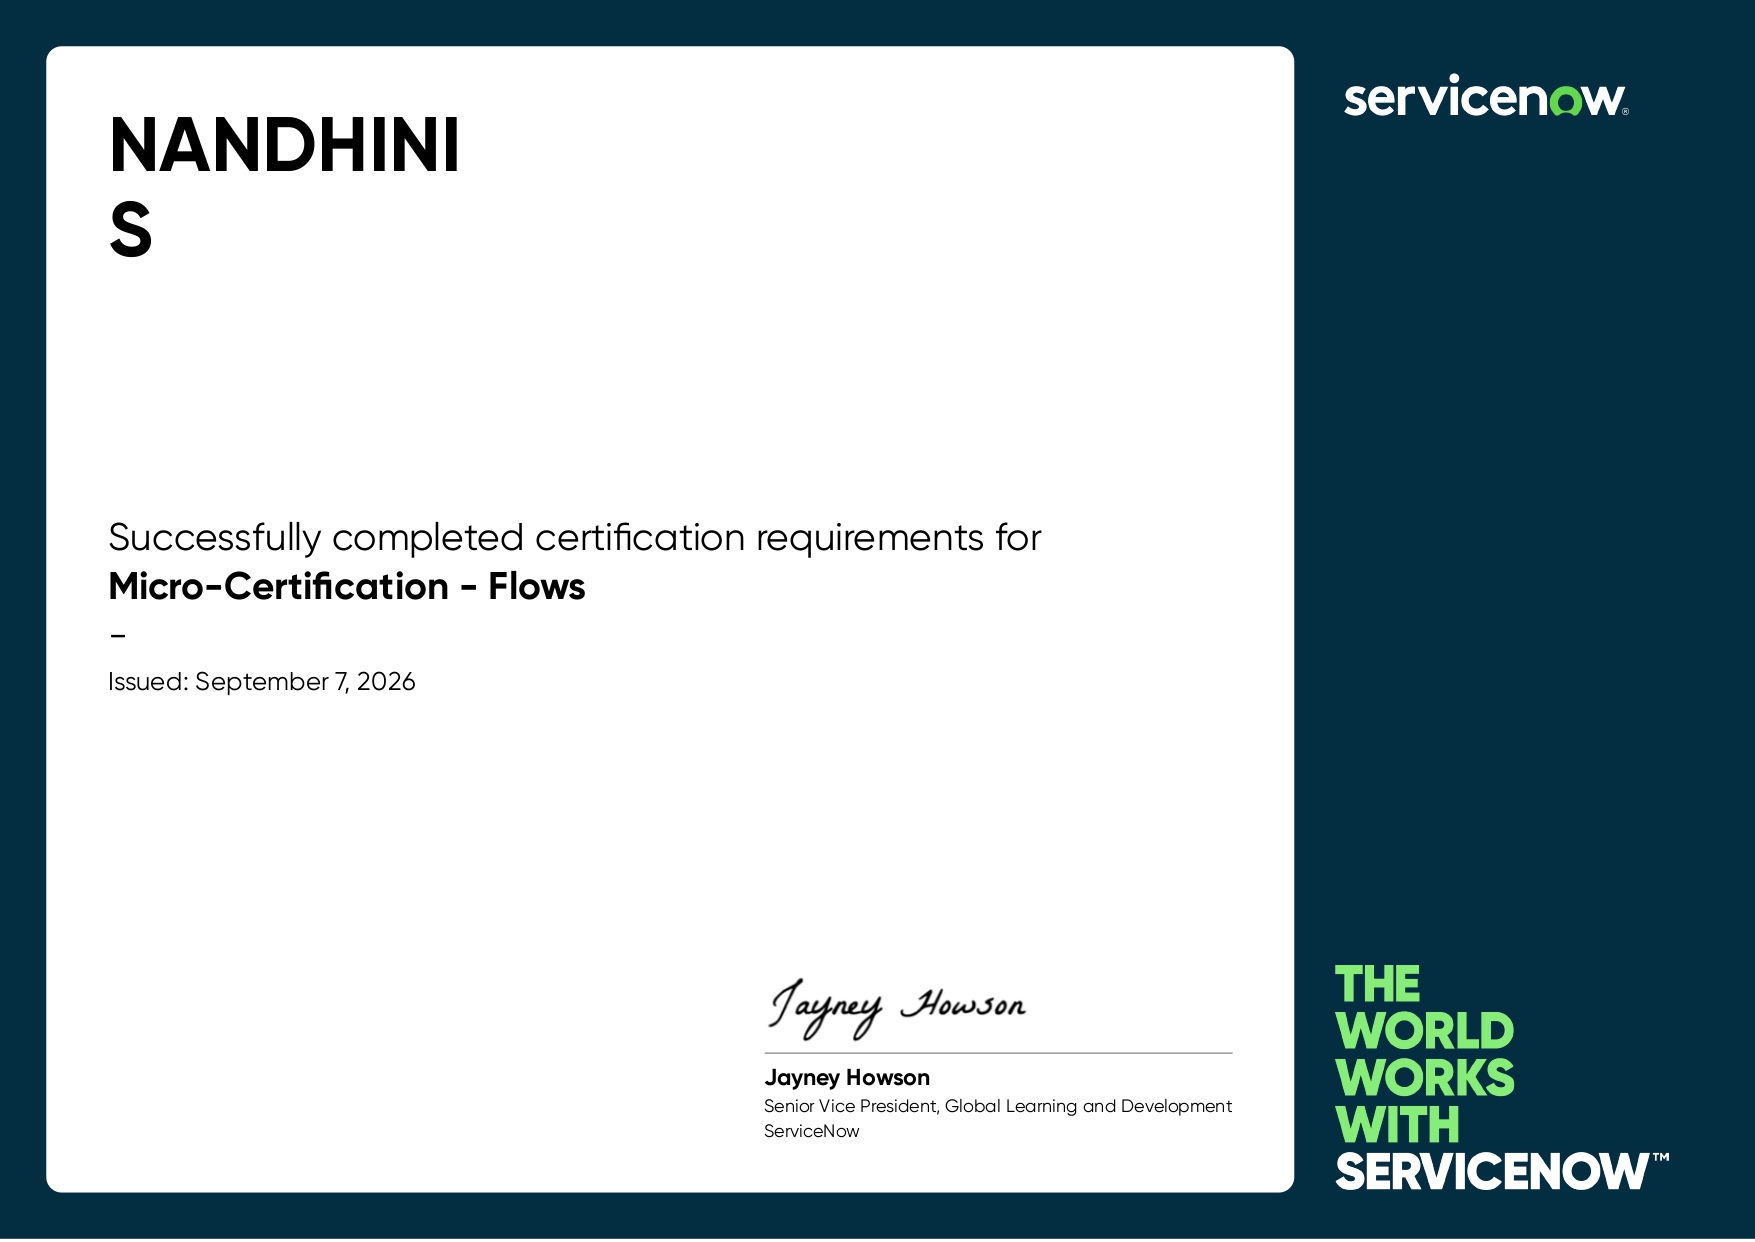 NANDHINI
S
servicenow®
Successfully completed certification requirements for
Micro-Certification - Flows
–
Issued: September 7, 2026
Jayney Howson
Jayney Howson
Senior Vice President, Global Learning and Development
ServiceNow
THE
WORLD
WORKS
WITH
SERVICENOW™